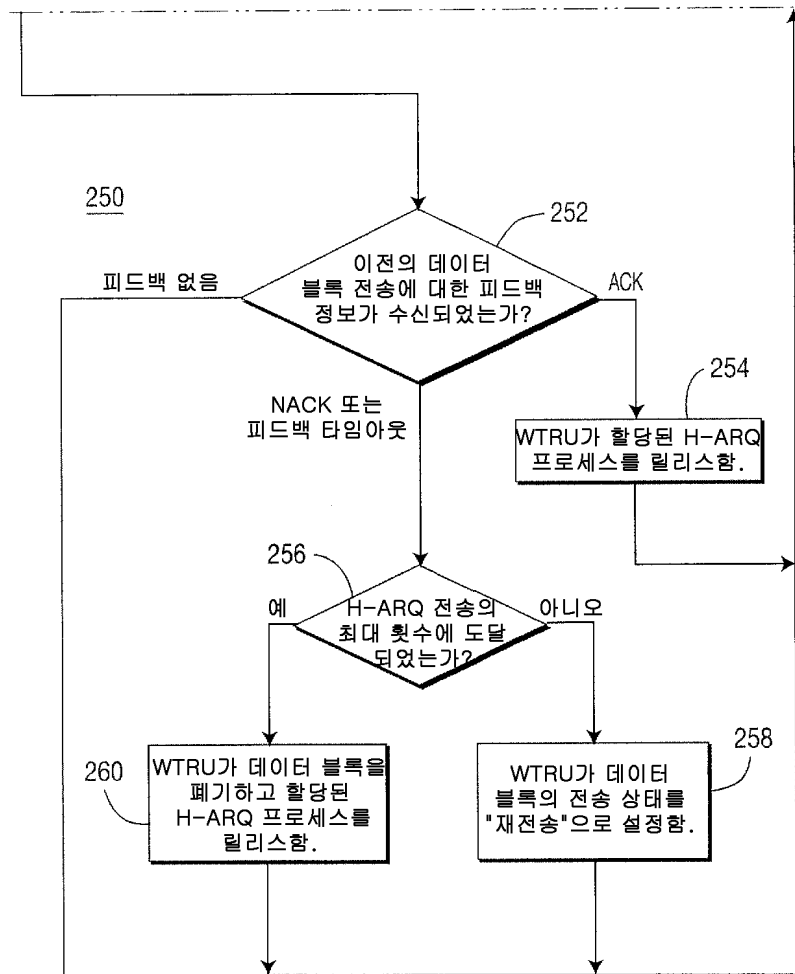 250
252
이전의 데이터
블록 전송에 대한 피드백
정보가 수신되었는가?
피드백 없음
ACK
NACK 또는
피드백 타임아웃
254
WTRU가 할당된 H-ARQ
프로세스를 릴리스함.
256
H-ARQ 전송의
최대 횟수에 도달
되었는가?
예
아니오
260
WTRU가 데이터 블록을
폐기하고 할당된
H-ARQ 프로세스를
릴리스함.
258
WTRU가 데이터
블록의 전송 상태를
"재전송"으로 설정함.